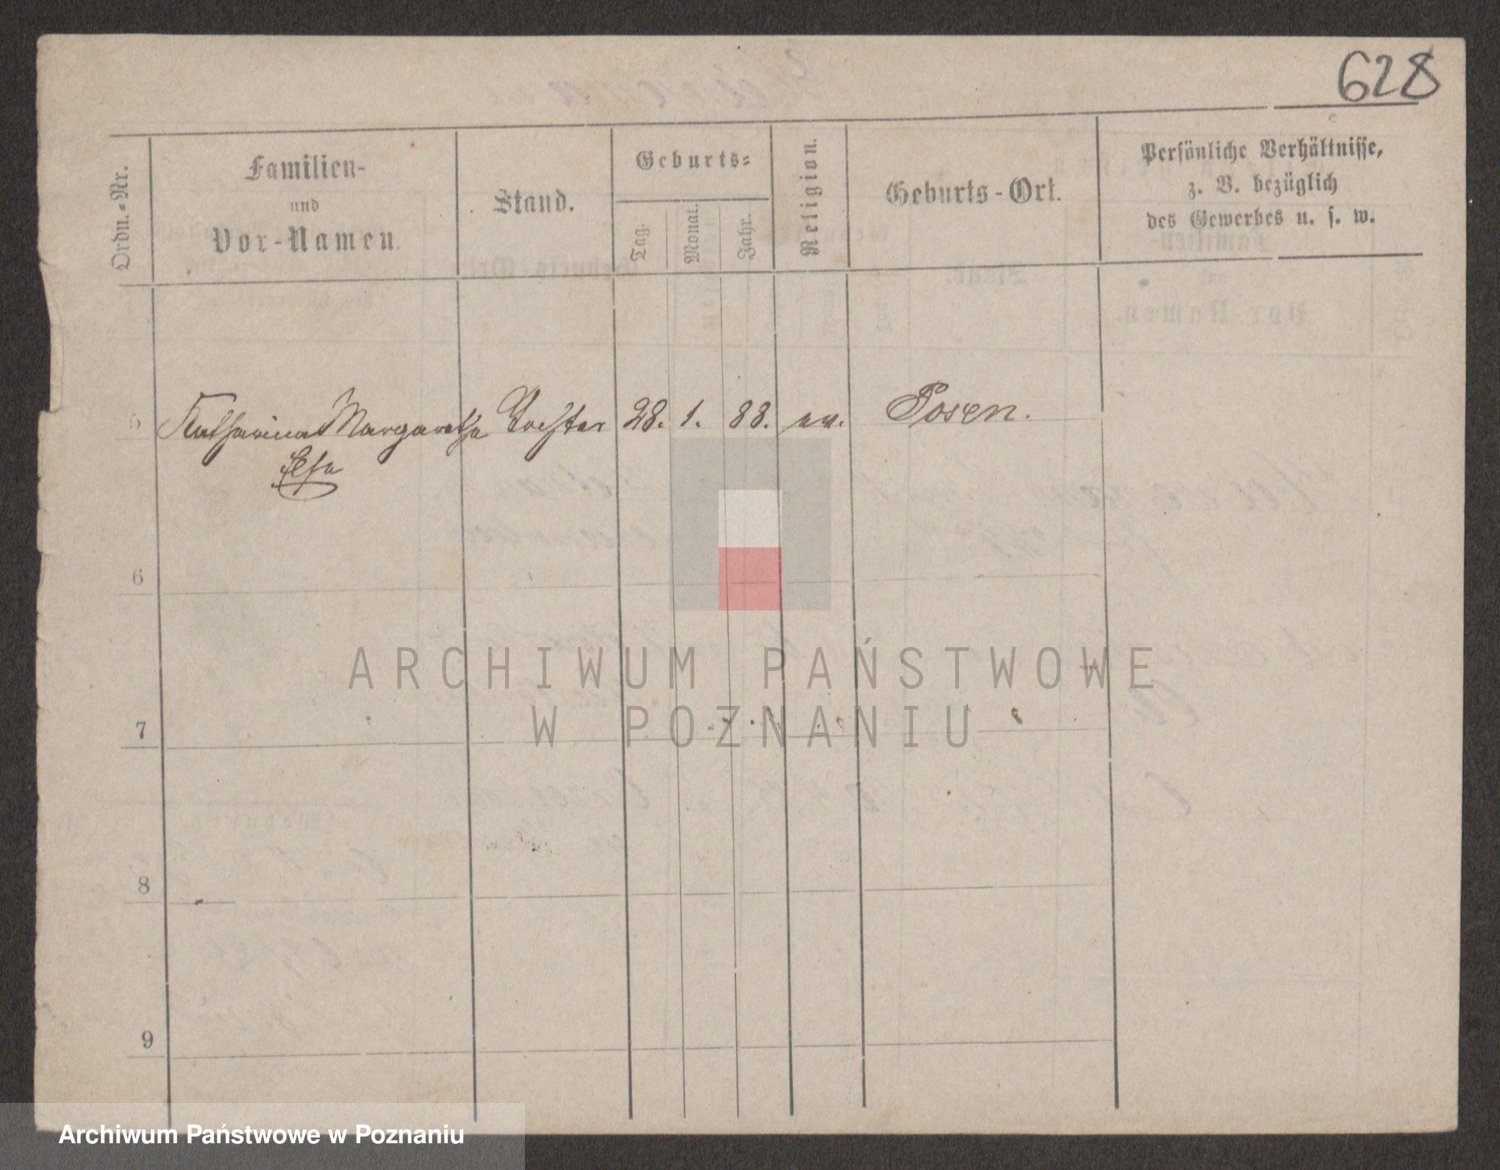 628
Ordn.-Nr.
Familien-
und
Vor-Namen.
Stand.
Geburts-
Tag.
Monat.
Jahr.
Religion.
Geburts-Ort.
Persönliche Verhältnisse,
z. B. bezüglich
des Gewerbes u. s. w.
5 Katharina Margarethe Tochter 28. 1. 88. ev. Posen.
6
7
8
9
ARCHIWUM PAŃSTWOWE
W POZNANIU
Archiwum Państwowe w Poznaniu